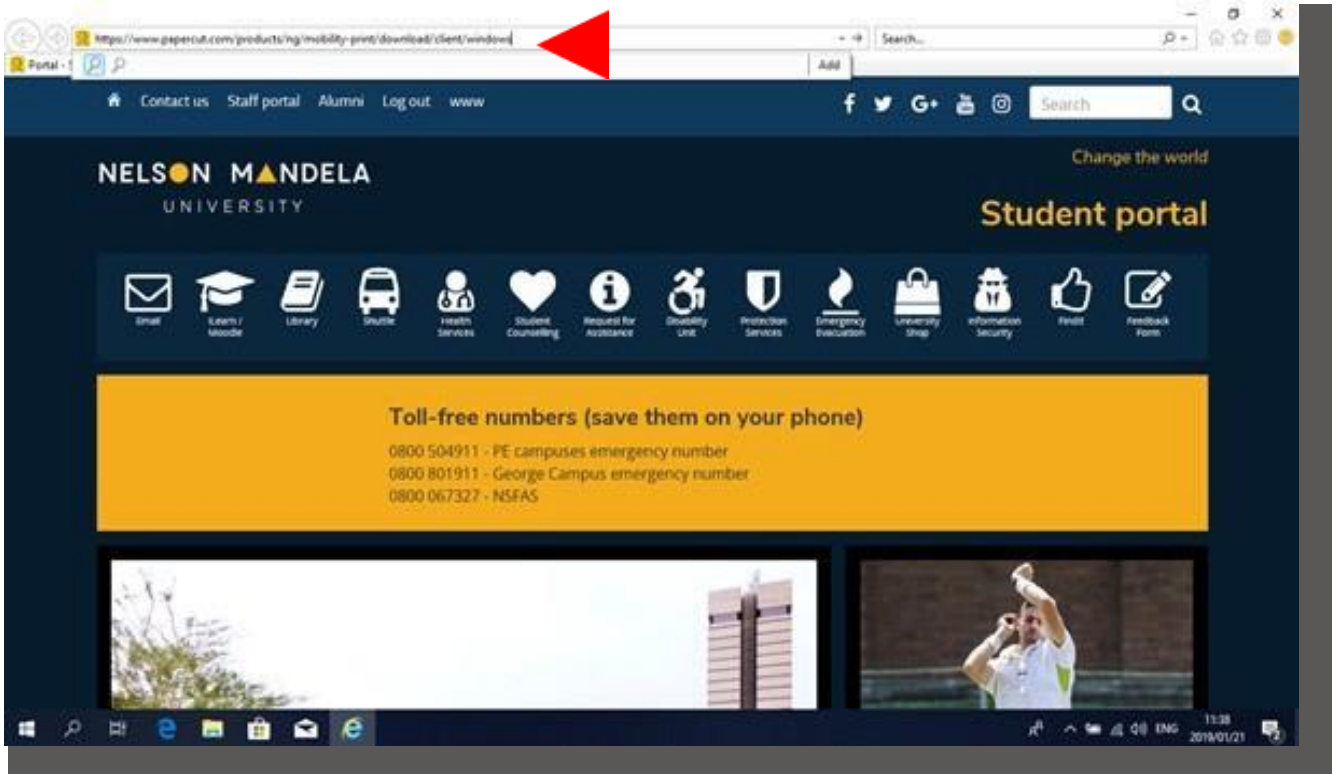 https://www.papercut.com/products/ng/mobility-print/download/client/windows
Search...
Portal - S
Add
Contact us Staff portal Alumni Log out www
Search
NELSON MANDELA
UNIVERSITY
Change the world
Student portal
Email
iLearn / Moodle
Library
Shuttle
Health Services
Student Counselling
Request for Assistance
Disability Unit
Protection Services
Emergency Evacuation
University Shop
Information Security
FindIt
Feedback Form
Toll-free numbers (save them on your phone)
0800 504911 - PE campuses emergency number
0800 801911 - George Campus emergency number
0800 067327 - NSFAS
ENG
11:38
2019/01/21